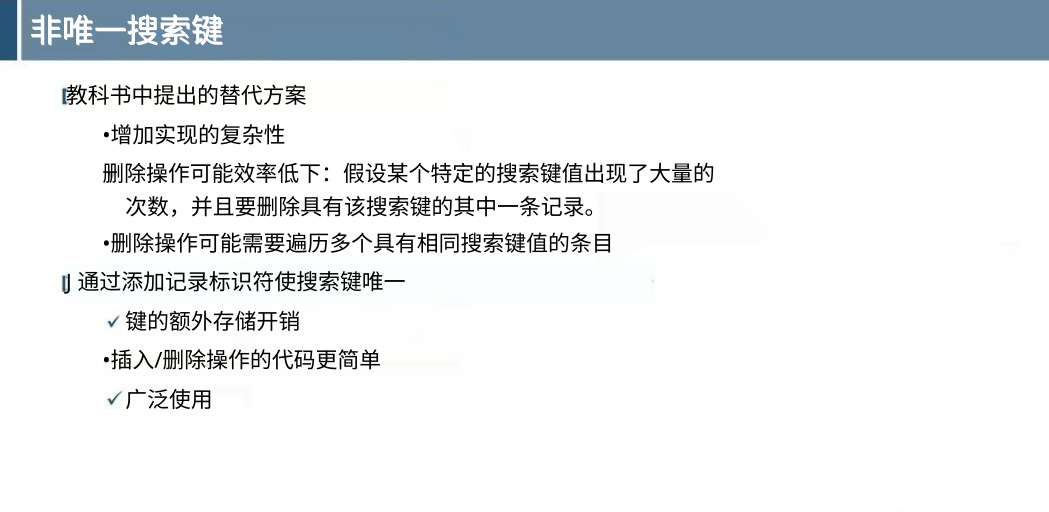 非唯一搜索键
教科书中提出的替代方案
•增加实现的复杂性
删除操作可能效率低下：假设某个特定的搜索键值出现了大量的
次数，并且要删除具有该搜索键的其中一条记录。
•删除操作可能需要遍历多个具有相同搜索键值的条目
J 通过添加记录标识符使搜索键唯一
✓ 键的额外存储开销
•插入/删除操作的代码更简单
✓ 广泛使用